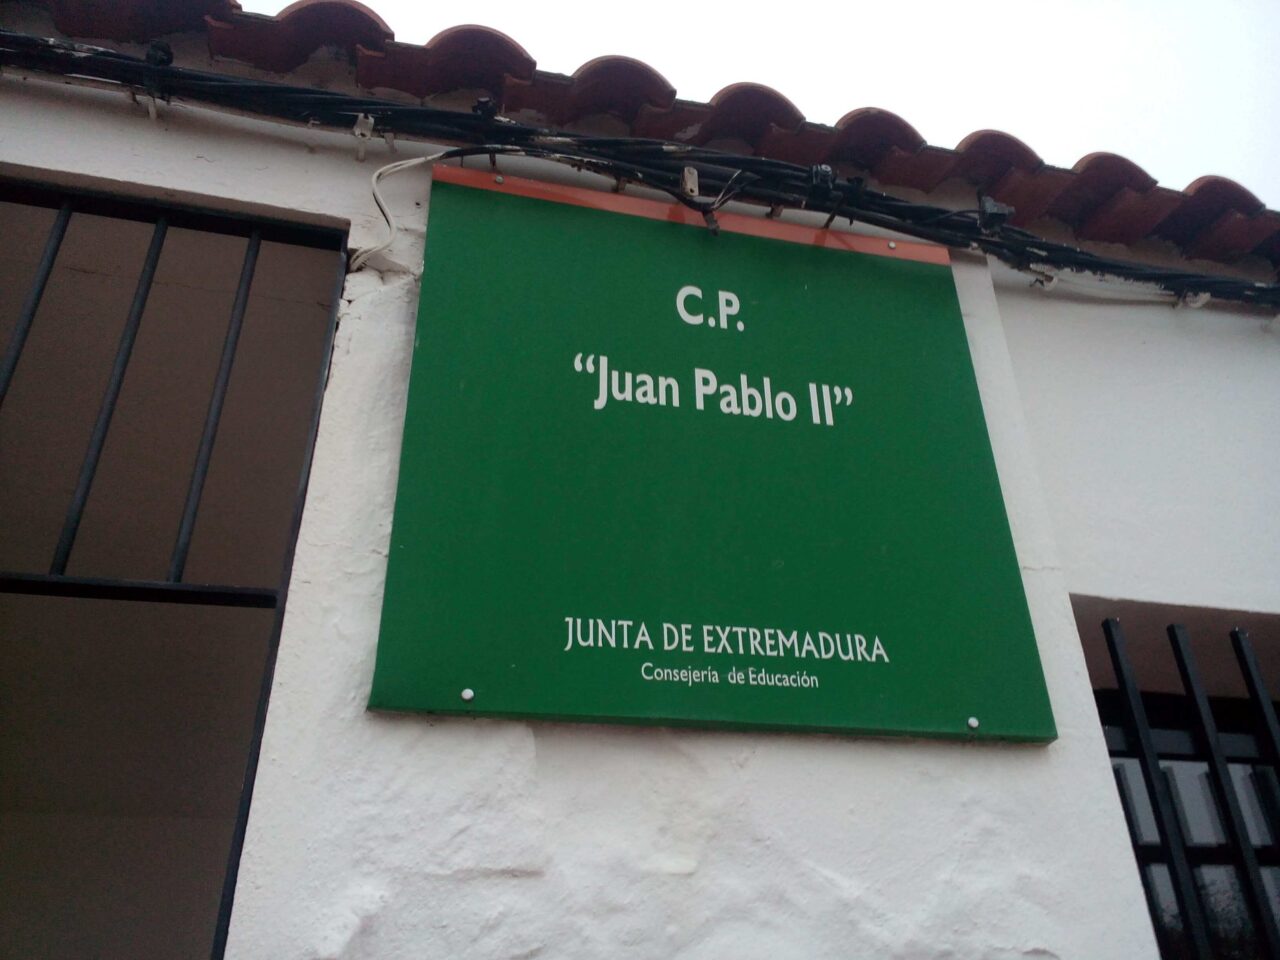 C.P.
“Juan Pablo II”
JUNTA DE EXTREMADURA
Consejería de Educación